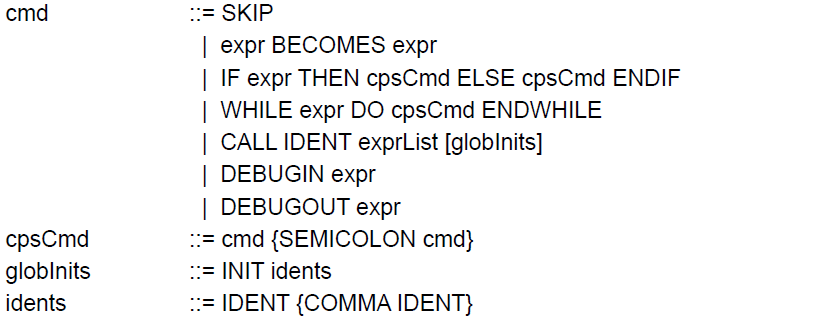 cmd ::= SKIP
| expr BECOMES expr
| IF expr THEN cpsCmd ELSE cpsCmd ENDIF
| WHILE expr DO cpsCmd ENDWHILE
| CALL IDENT exprList [globInits]
| DEBUGIN expr
| DEBUGOUT expr
cpsCmd ::= cmd {SEMICOLON cmd}
globInits ::= INIT idents
idents ::= IDENT {COMMA IDENT}